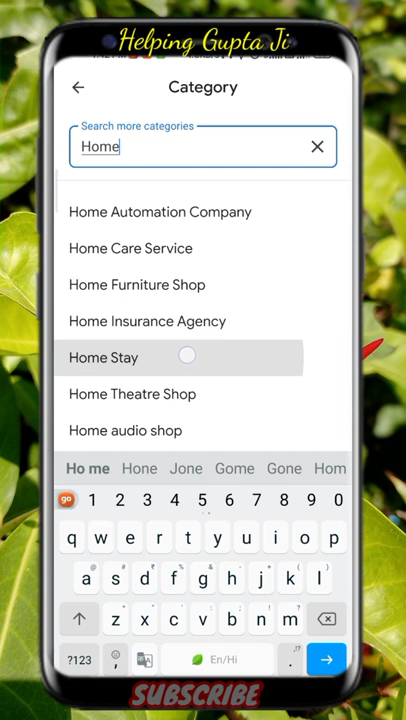 Helping Gupta Ji
Category
Search more categories
Home
Home Automation Company
Home Care Service
Home Furniture Shop
Home Insurance Agency
Home Stay
Home Theatre Shop
Home audio shop
Ho me Hone Jone Gome Gone Hom
go 1 2 3 4 5 6 7 8 9 0
q w e r t y u i o p
@ # ₹ & - + ( )
a s d f g h j k l
z x c v b n m
?123 , En/Hi .
SUBSCRIBE